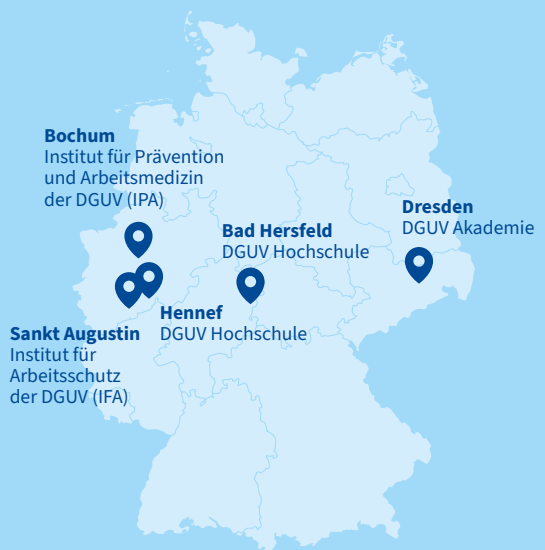 Bochum
Institut für Prävention
und Arbeitsmedizin
der DGUV (IPA)
Dresden
DGUV Akademie
Bad Hersfeld
DGUV Hochschule
Hennef
DGUV Hochschule
Sankt Augustin
Institut für
Arbeitsschutz
der DGUV (IFA)